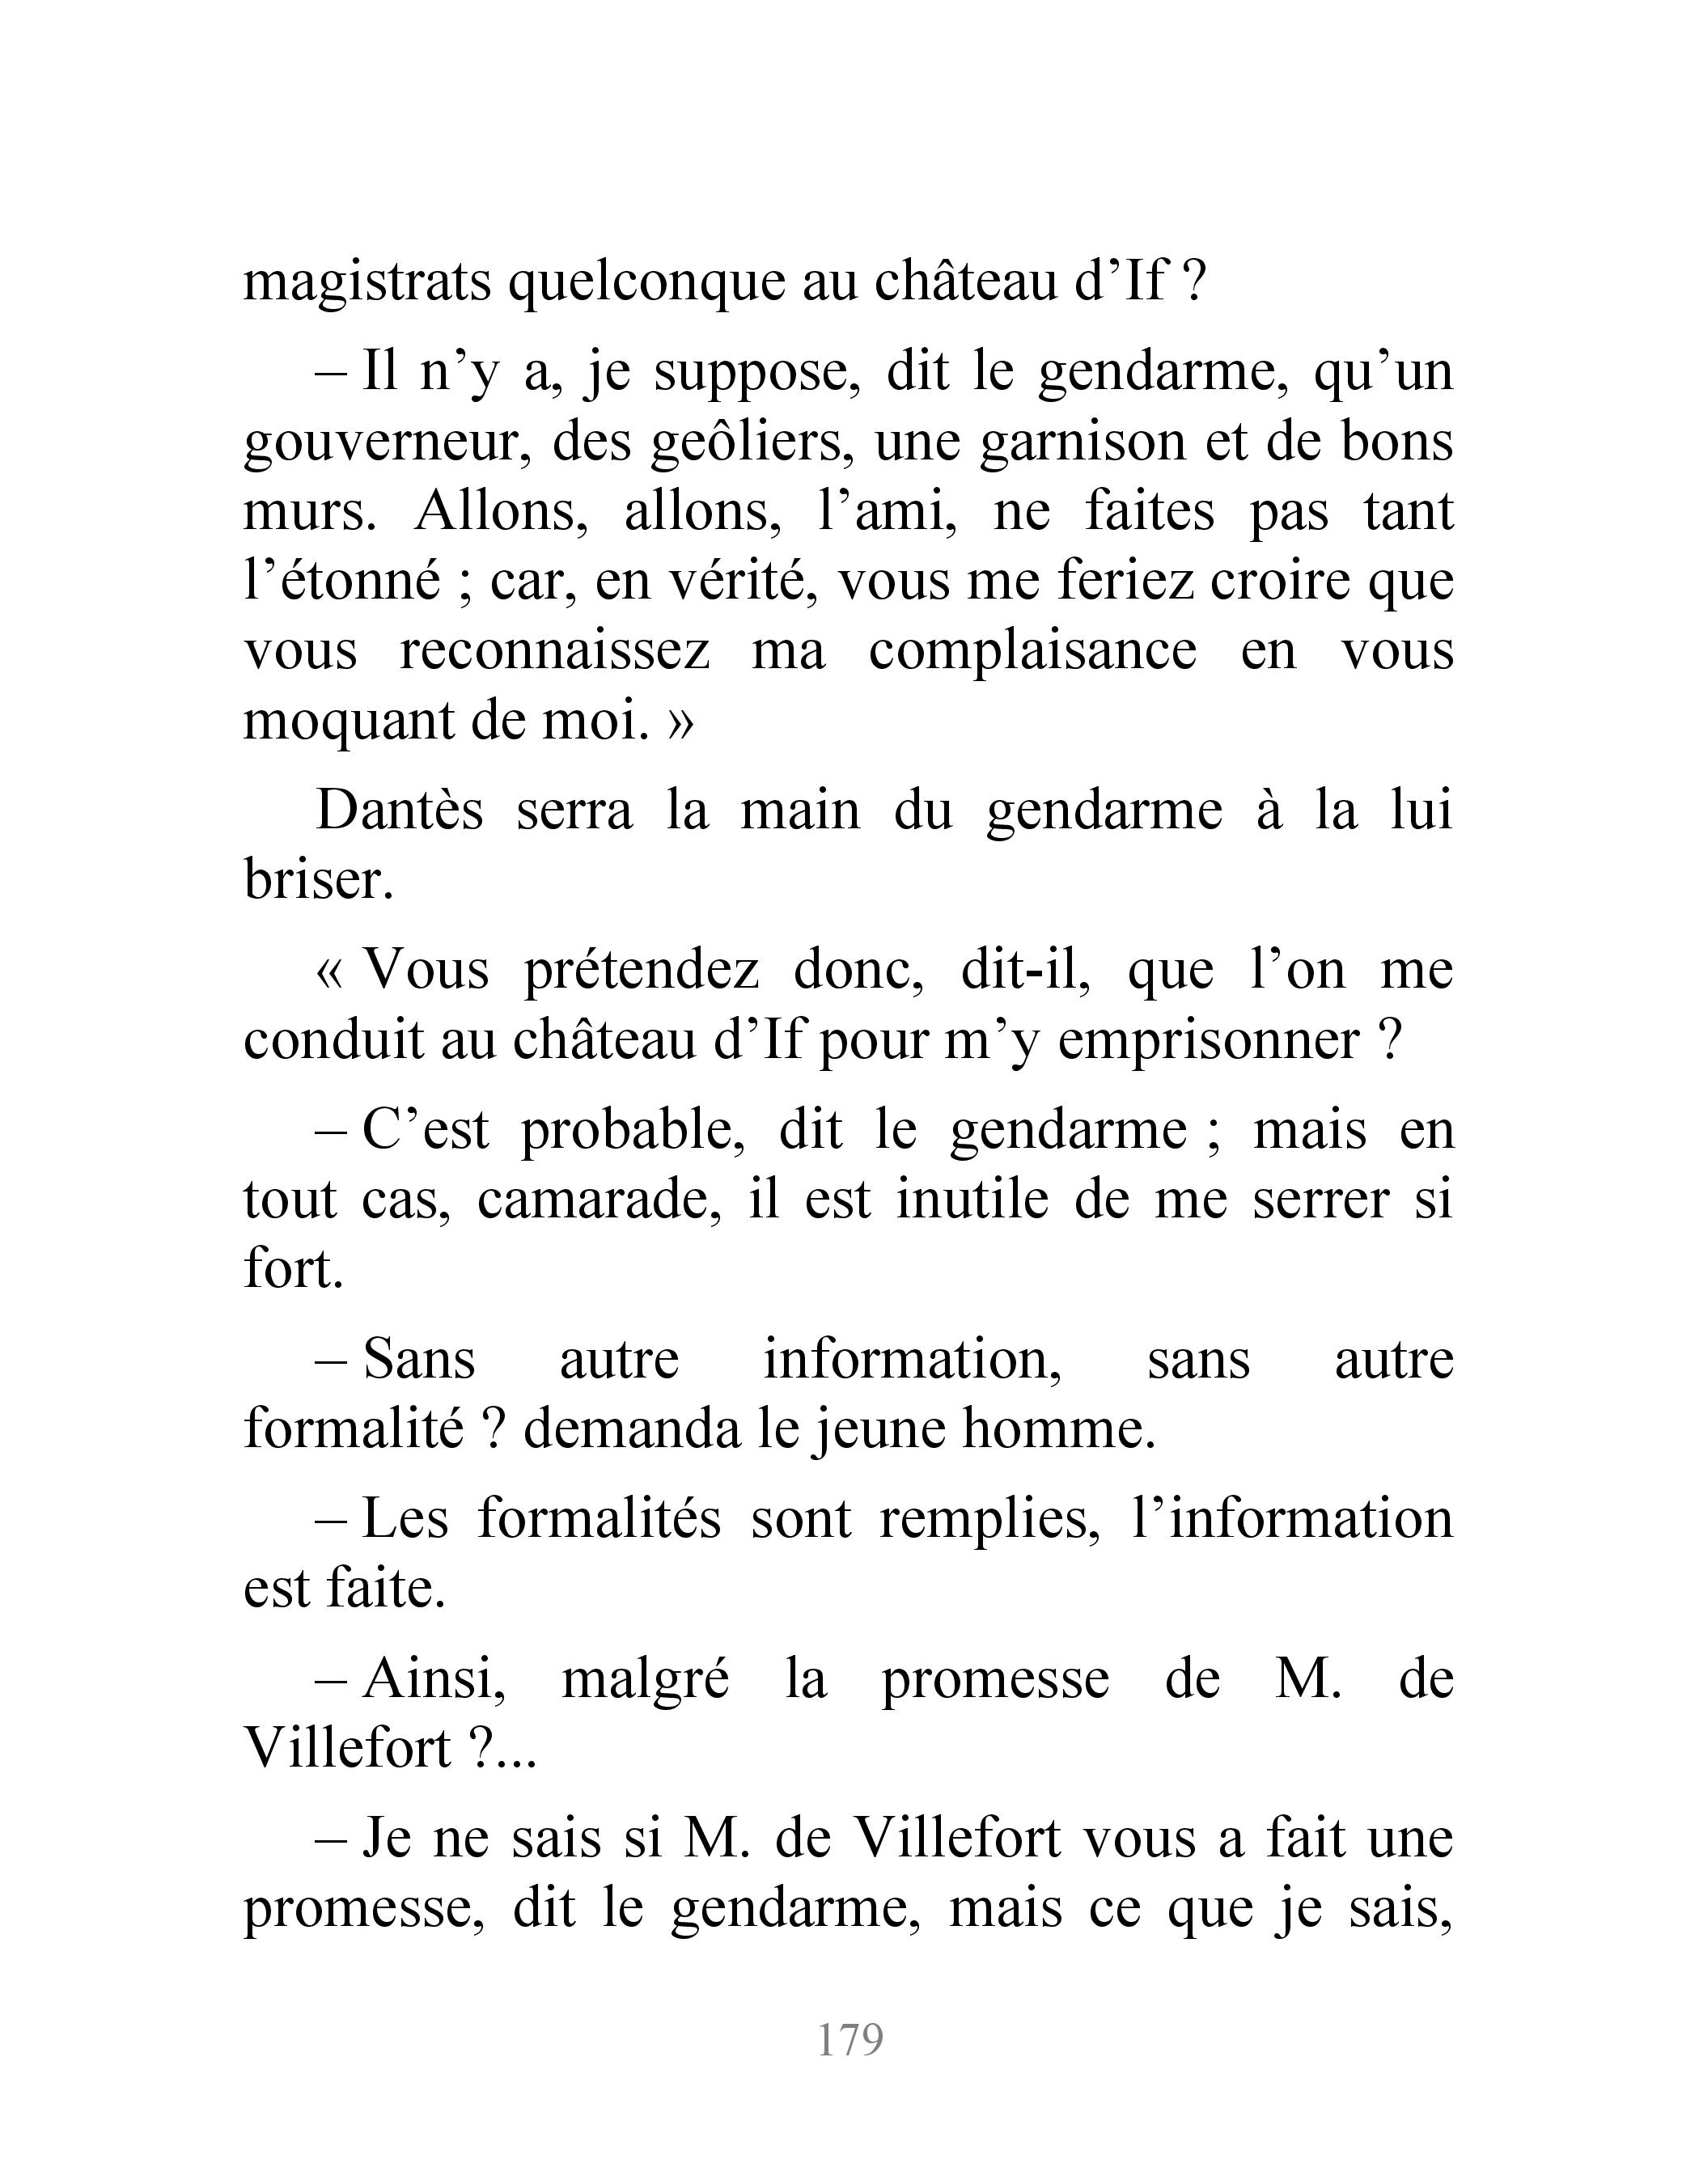 magistrats quelconque au château d’If ?
– Il n’y a, je suppose, dit le gendarme, qu’un
gouverneur, des geôliers, une garnison et de bons
murs. Allons, allons, l’ami, ne faites pas tant
l’étonné ; car, en vérité, vous me feriez croire que
vous reconnaissez ma complaisance en vous
moquant de moi. »
Dantès serra la main du gendarme à la lui
briser.
« Vous prétendez donc, dit-il, que l’on me
conduit au château d’If pour m’y emprisonner ?
– C’est probable, dit le gendarme ; mais en
tout cas, camarade, il est inutile de me serrer si
fort.
– Sans autre information, sans autre
formalité ? demanda le jeune homme.
– Les formalités sont remplies, l’information
est faite.
– Ainsi, malgré la promesse de M. de
Villefort ?...
– Je ne sais si M. de Villefort vous a fait une
promesse, dit le gendarme, mais ce que je sais,
179